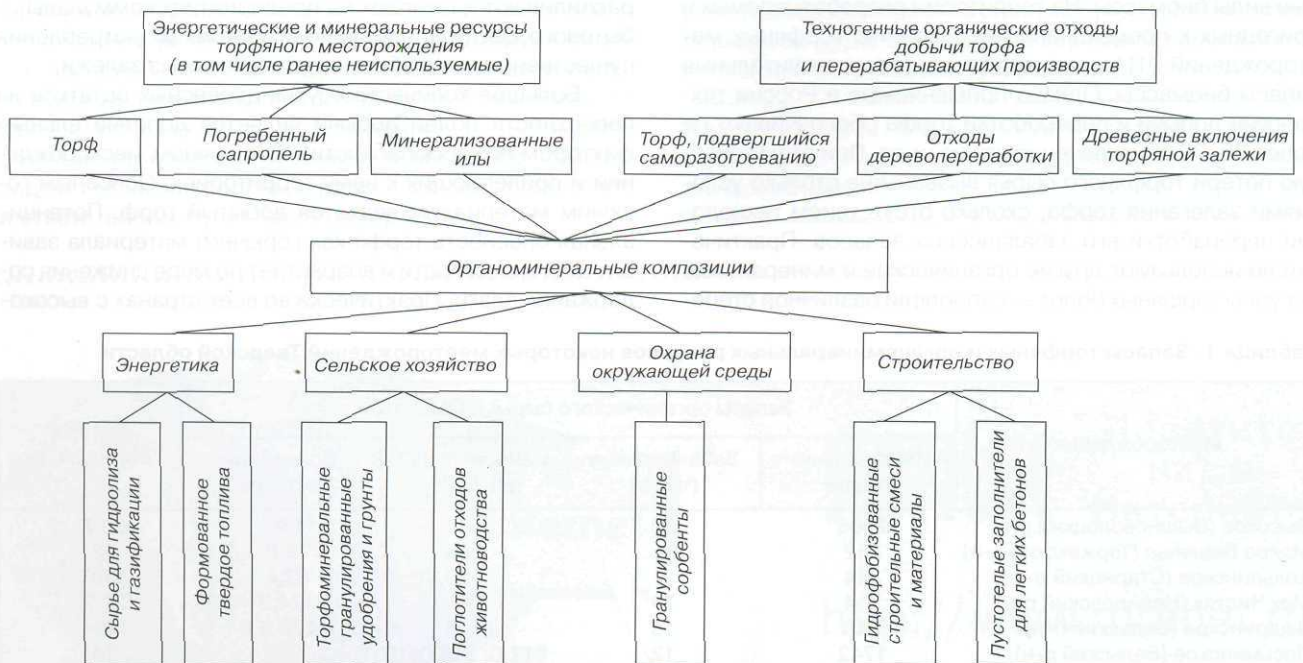 Энергетические и минеральные ресурсы
торфяного месторождения
(в том числе ранее неиспользуемые)
Техногенные органические отходы
добычи торфа
и перерабатывающих производств
Торф
Погребенный
сапропель
Минерализованные
илы
Торф, подвергшийся
саморазогреванию
Отходы
деревопереработки
Древесные включения
торфяной залежи
Органоминеральные композиции
Энергетика
Сельское хозяйство
Охрана
окружающей среды
Строительство
Сырье для гидролиза
и газификации
Формованное
твердое топливо
Торфоминеральные
гранулированные
удобрения и грунты
Поглотители отходов
животноводства
Гранулированные
сорбенты
Гидрофобизованные
строительные смеси
и материалы
Пустотелые заполнители
для легких бетонов